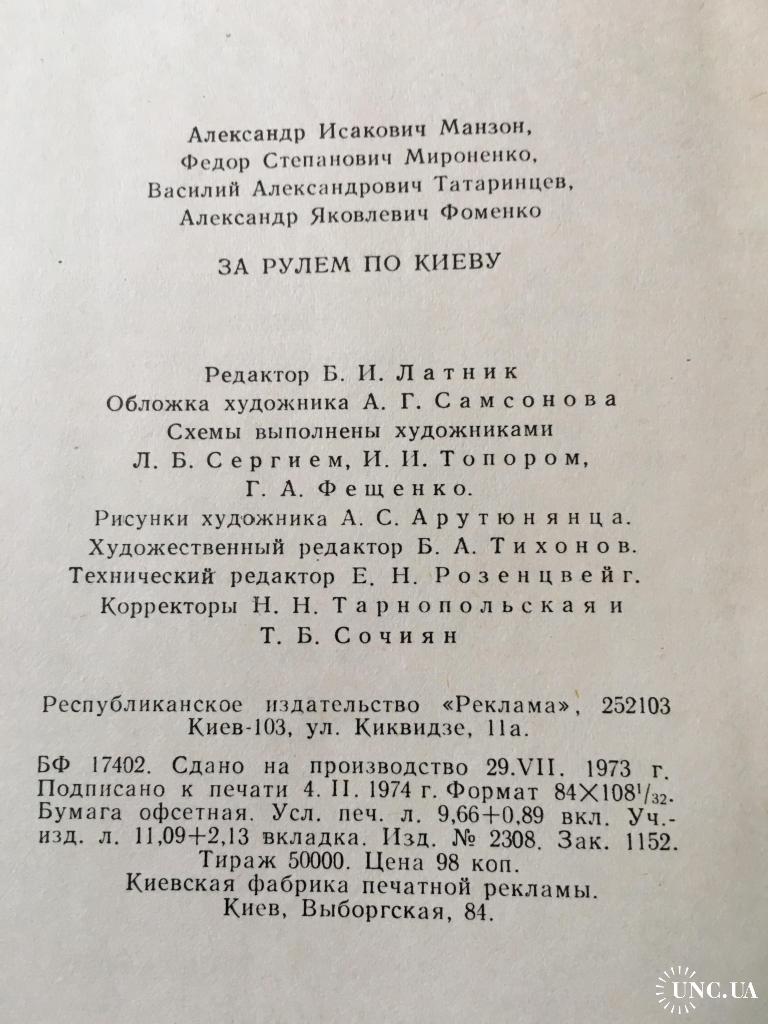 Александр Исакович Манзон,
Федор Степанович Мироненко,
Василий Александрович Татаринцев,
Александр Яковлевич Фоменко
ЗА РУЛЕМ ПО КИЕВУ
Редактор Б. И. Латник
Обложка художника А. Г. Самсонова
Схемы выполнены художниками
Л. Б. Сергием, И. И. Топором,
Г. А. Фещенко.
Рисунки художника А. С. Арутюнянца.
Художественный редактор Б. А. Тихонов.
Технический редактор Е. Н. Розенцвейг.
Корректоры Н. Н. Тарнопольская и
Т. Б. Сочиян
Республиканское издательство «Реклама», 252103
Киев-103, ул. Киквидзе, 11а.
БФ 17402. Сдано на производство 29.VII. 1973 г.
Подписано к печати 4. II. 1974 г. Формат 84×108¹/₃₂.
Бумага офсетная. Усл. печ. л. 9,66+0,89 вкл. Уч.-
изд. л. 11,09+2,13 вкладка. Изд. № 2308. Зак. 1152.
Тираж 50000. Цена 98 коп.
Киевская фабрика печатной рекламы.
Киев, Выборгская, 84.
UNC.UA